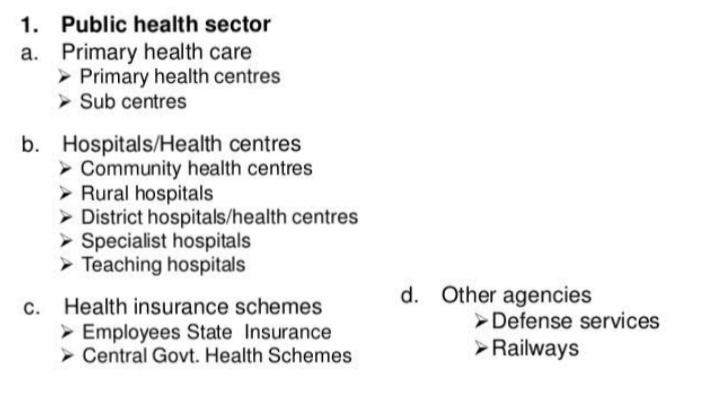 1. Public health sector
a. Primary health care
➢ Primary health centres
➢ Sub centres
b. Hospitals/Health centres
➢ Community health centres
➢ Rural hospitals
➢ District hospitals/health centres
➢ Specialist hospitals
➢ Teaching hospitals
c. Health insurance schemes
➢ Employees State Insurance
➢ Central Govt. Health Schemes
d. Other agencies
➢ Defense services
➢ Railways